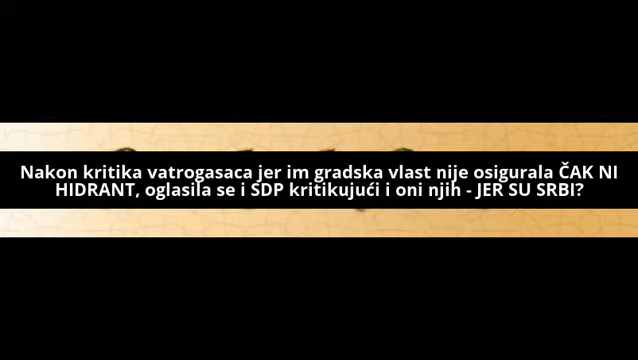 Nakon kritika vatrogasaca jer im gradska vlast nije osigurala ČAK NI
HIDRANT, oglasila se i SDP kritikujući i oni njih - JER SU SRBI?